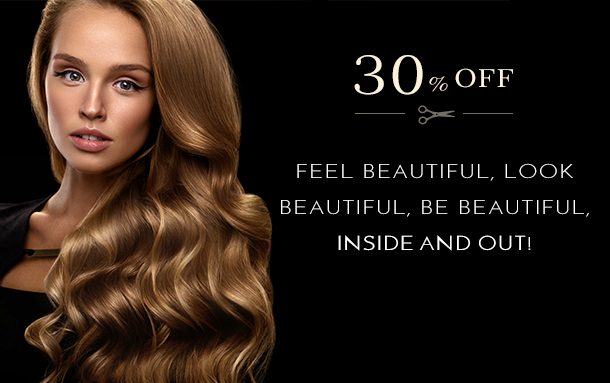 30% OFF
FEEL BEAUTIFUL, LOOK
BEAUTIFUL, BE BEAUTIFUL,
INSIDE AND OUT!